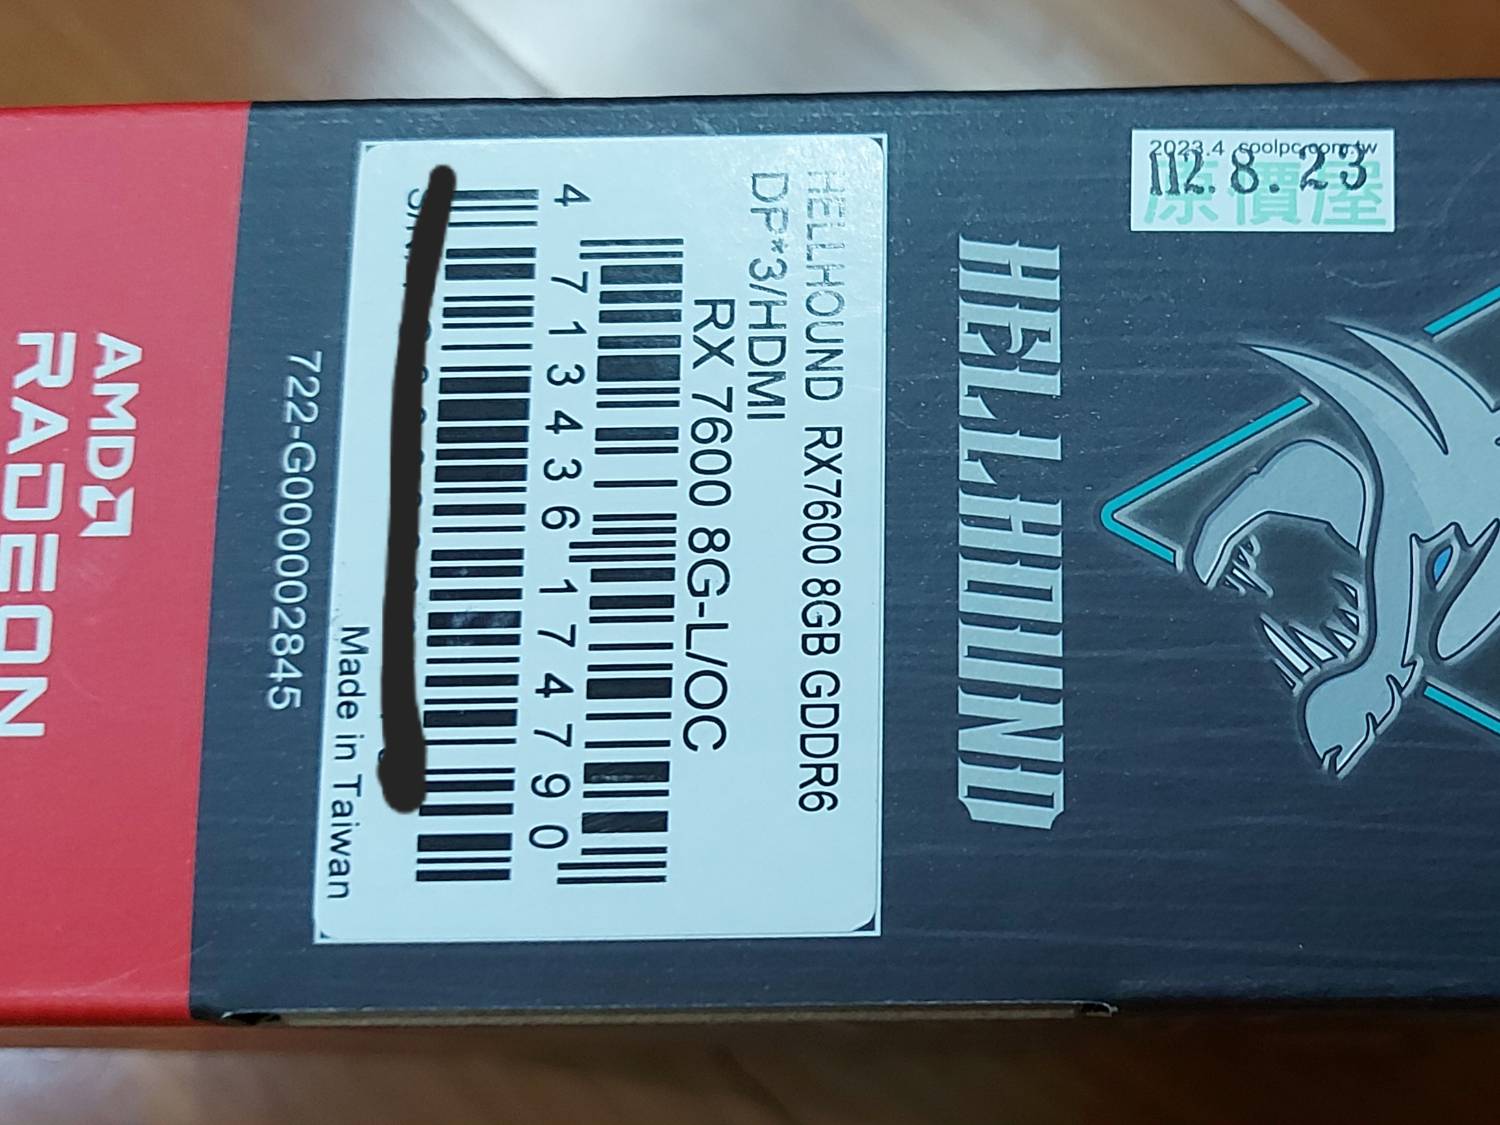 2023.4 coolpc.com.tw
原價屋
112.8.23
HELLHOUND
HELLHOUND RX7600 8GB GDDR6
DP*3/HDMI
RX 7600 8G-L/OC
4 713436 174790
Made in Taiwan
722-G000002845
AMD
RADEON